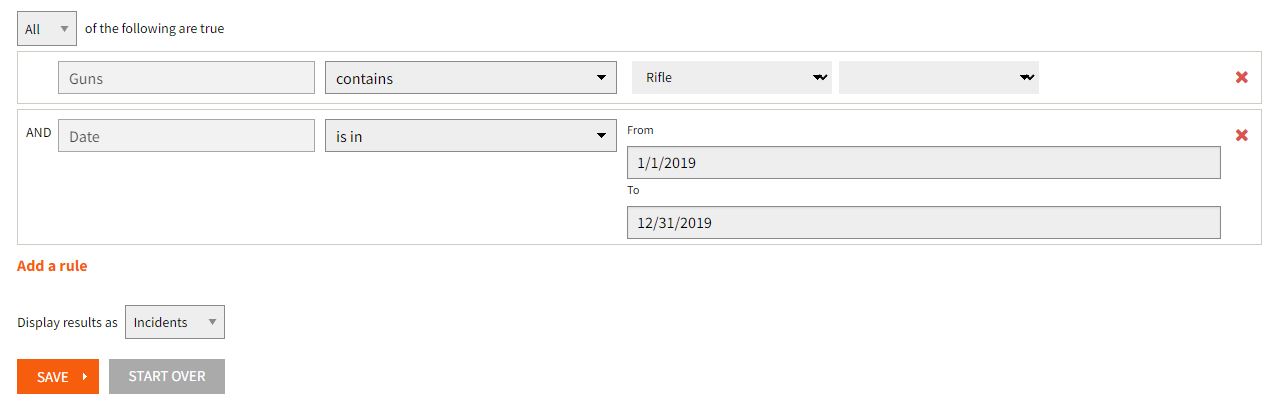 All of the following are true
Guns contains Rifle
AND Date is in From
1/1/2019
To
12/31/2019
Add a rule
Display results as Incidents
SAVE START OVER